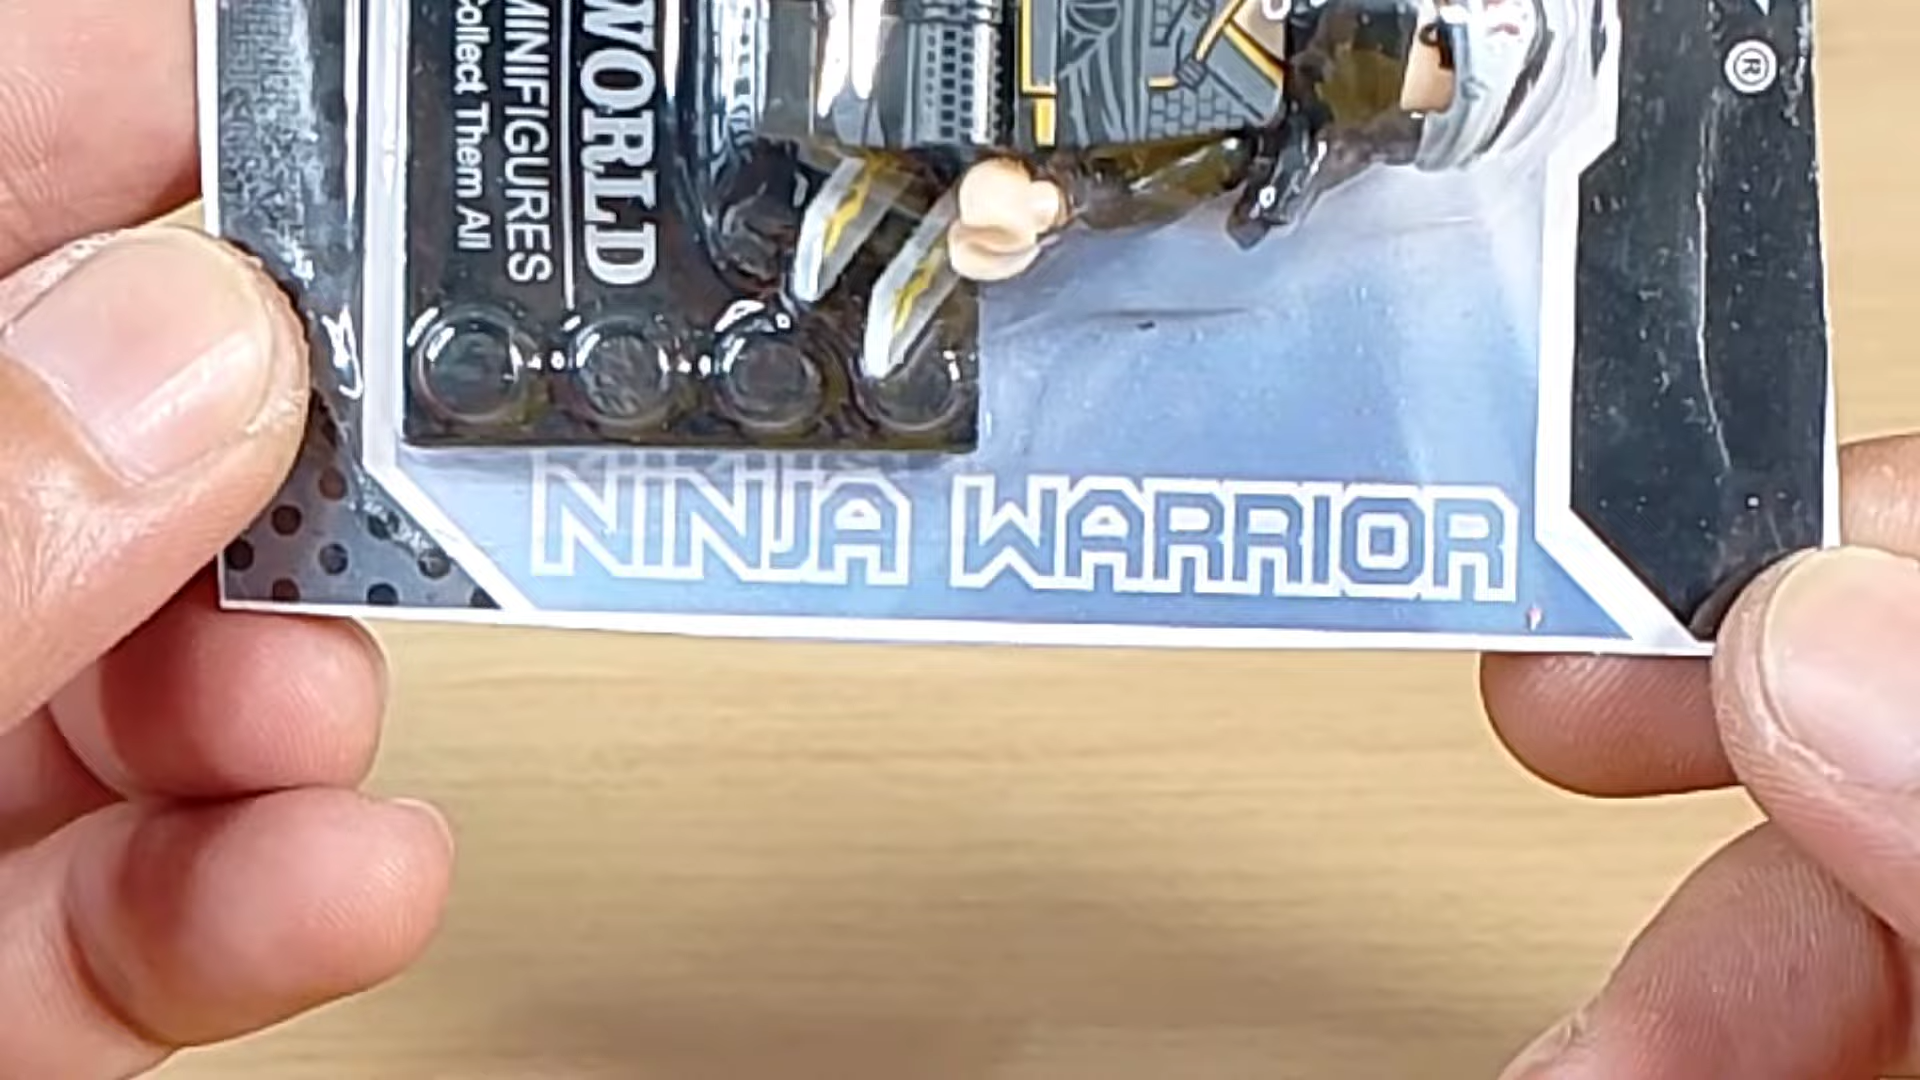 WORLD
MINIFIGURES
Collect Them All
®
NINJA WARRIOR